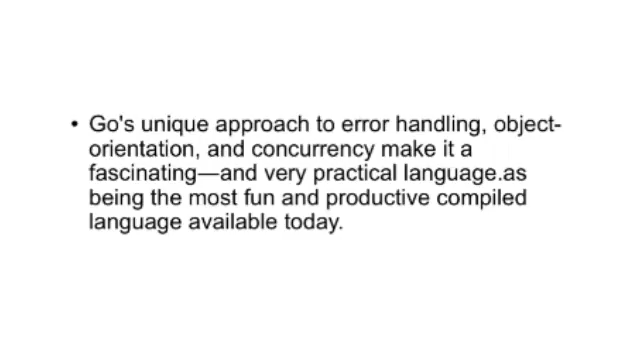 • Go's unique approach to error handling, object-
orientation, and concurrency make it a
fascinating—and very practical language.as
being the most fun and productive compiled
language available today.